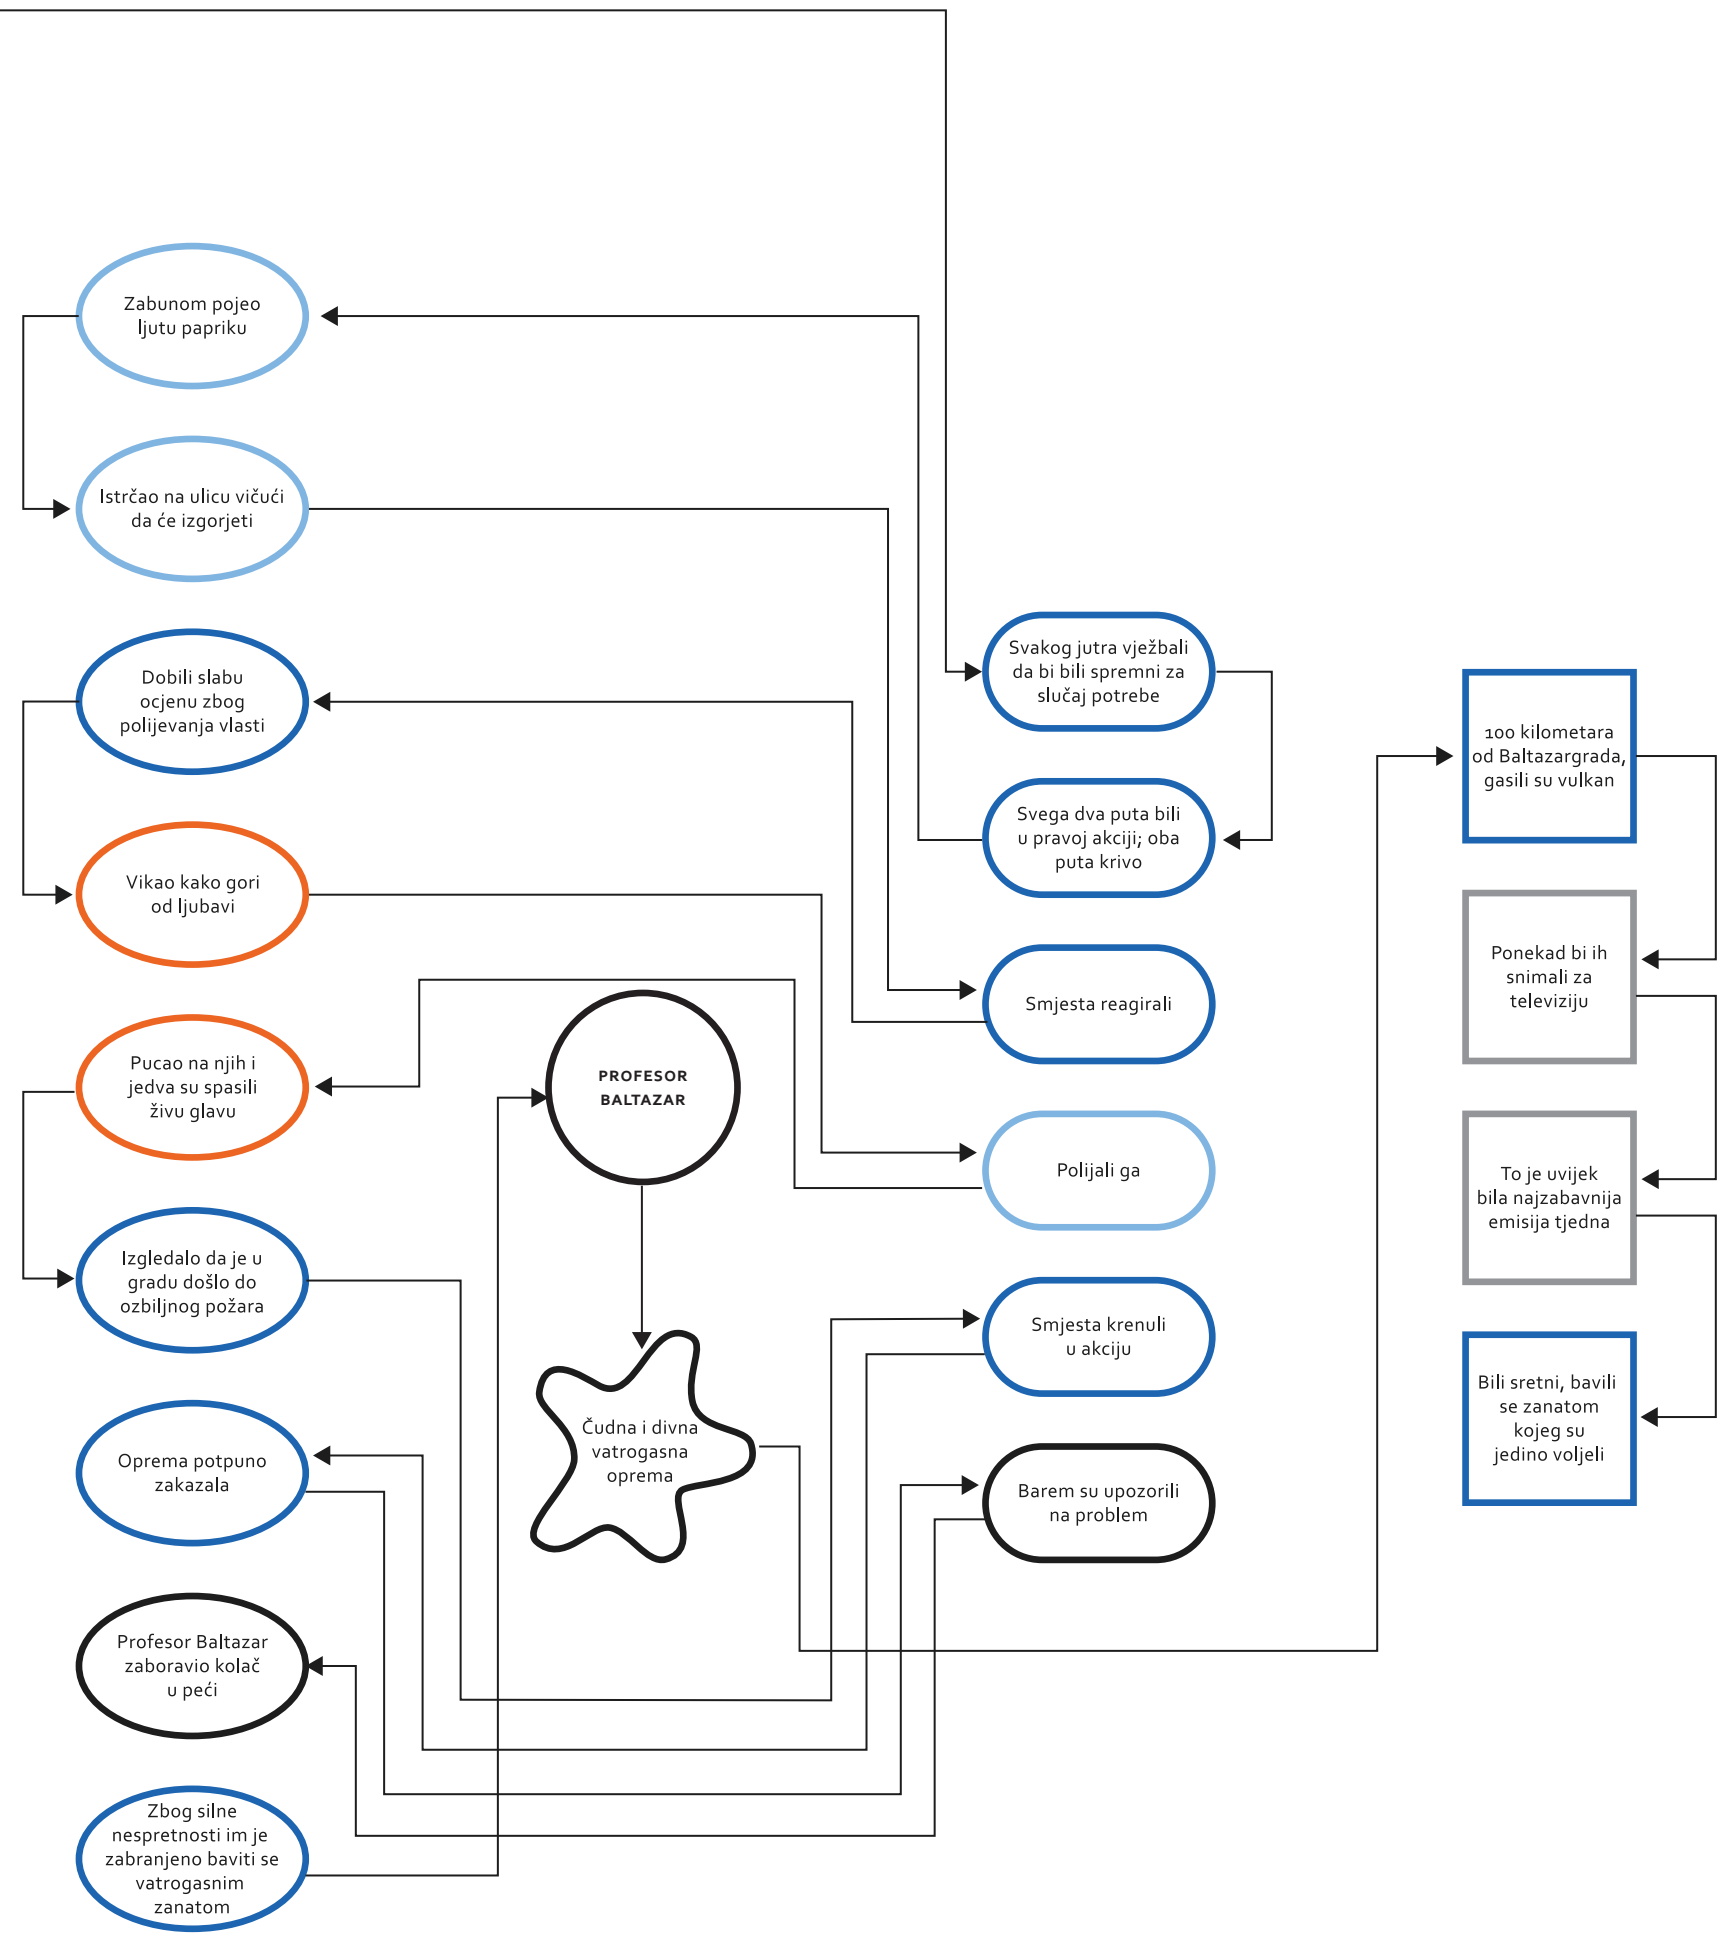 Zabunom pojeo
ljutu papriku
Istrčao na ulicu vičući
da će izgorjeti
Dobili slabu
ocjenu zbog
polijevanja vlasti
Vikao kako gori
od ljubavi
Pucao na njih i
jedva su spasili
živu glavu
Izgledalo da je u
gradu došlo do
ozbiljnog požara
Oprema potpuno
zakazala
Profesor Baltazar
zaboravio kolač
u peći
Zbog silne
nespretnosti im je
zabranjeno baviti se
vatrogasnim
zanatom
PROFESOR
BALTAZAR
Čudna i divna
vatrogasna
oprema
Svakog jutra vježbali
da bi bili spremni za
slučaj potrebe
Svega dva puta bili
u pravoj akciji; oba
puta krivo
Smjesta reagirali
Polijali ga
Smjesta krenuli
u akciju
Barem su upozorili
na problem
100 kilometara
od Baltazargrada,
gasili su vulkan
Ponekad bi ih
snimali za
televiziju
To je uvijek
bila najzabavnija
emisija tjedna
Bili sretni, bavili
se zanatom
kojeg su
jedino voljeli